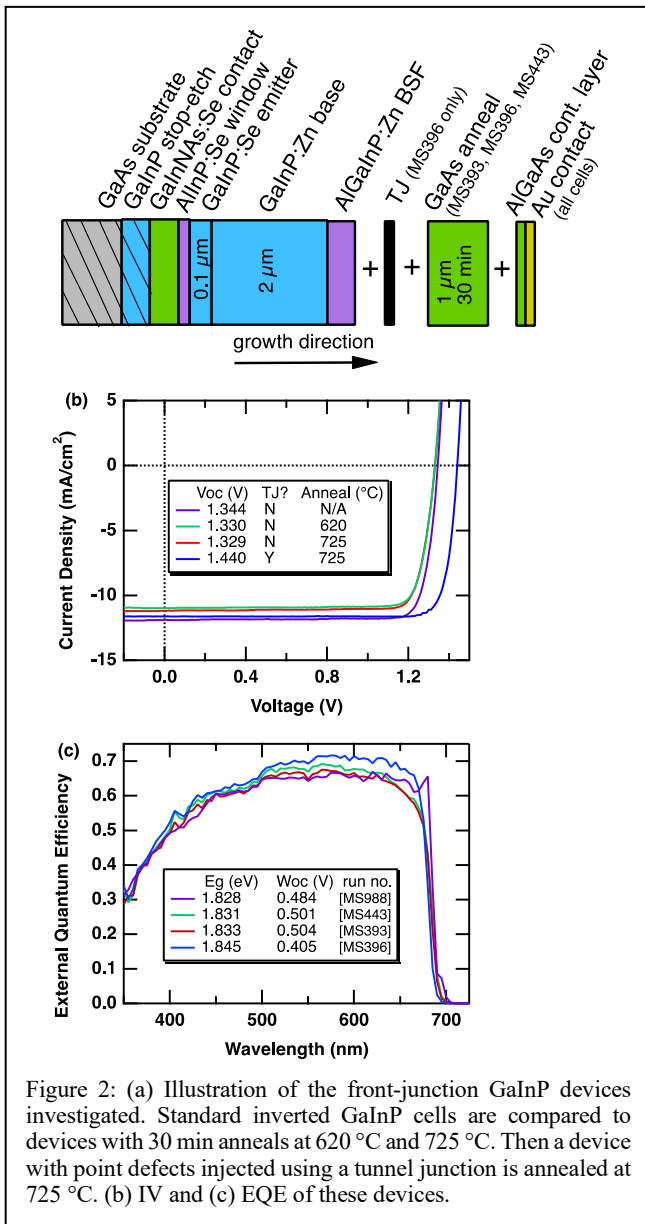 GaAs substrate
GaInP stop-etch
GaInNAs:Se contact
AlInP:Se window
GaInP:Se emitter
GaInP:Zn base
AlGaInP:Zn BSF
TJ (MS396 only)
GaAs anneal
(MS393, MS396, MS443)
AlGaAs cont. layer
Au contact
(all cells)
0.1 µm
2 µm
+
+
1 µm
30 min
+
growth direction
(b)
5
0
-5
-10
-15
Current Density (mA/cm²)
Voc (V) TJ? Anneal (°C)
1.344 N N/A
1.330 N 620
1.329 N 725
1.440 Y 725
0.0 0.4 0.8 1.2
Voltage (V)
(c)
0.7
0.6
0.5
0.4
0.3
0.2
0.1
0.0
External Quantum Efficiency
Eg (eV) Woc (V) run no.
1.828 0.484 [MS988]
1.831 0.501 [MS443]
1.833 0.504 [MS393]
1.845 0.405 [MS396]
400 500 600 700
Wavelength (nm)
Figure 2: (a) Illustration of the front-junction GaInP devices
investigated. Standard inverted GaInP cells are compared to
devices with 30 min anneals at 620 °C and 725 °C. Then a device
with point defects injected using a tunnel junction is annealed at
725 °C. (b) IV and (c) EQE of these devices.